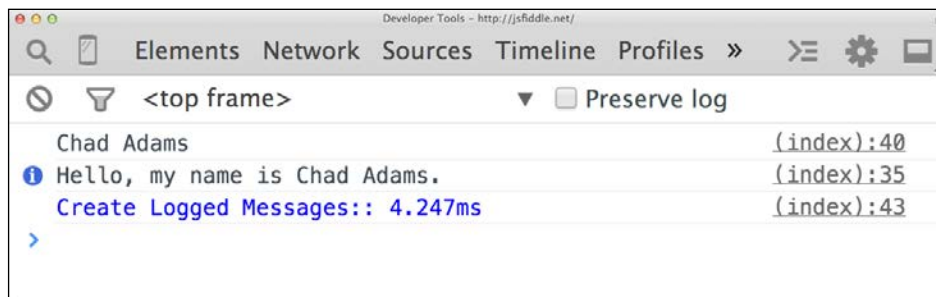 Developer Tools - http://jsfiddle.net/
Elements Network Sources Timeline Profiles »
<top frame> ▼ Preserve log
Chad Adams (index):40
Hello, my name is Chad Adams. (index):35
Create Logged Messages:: 4.247ms (index):43
>